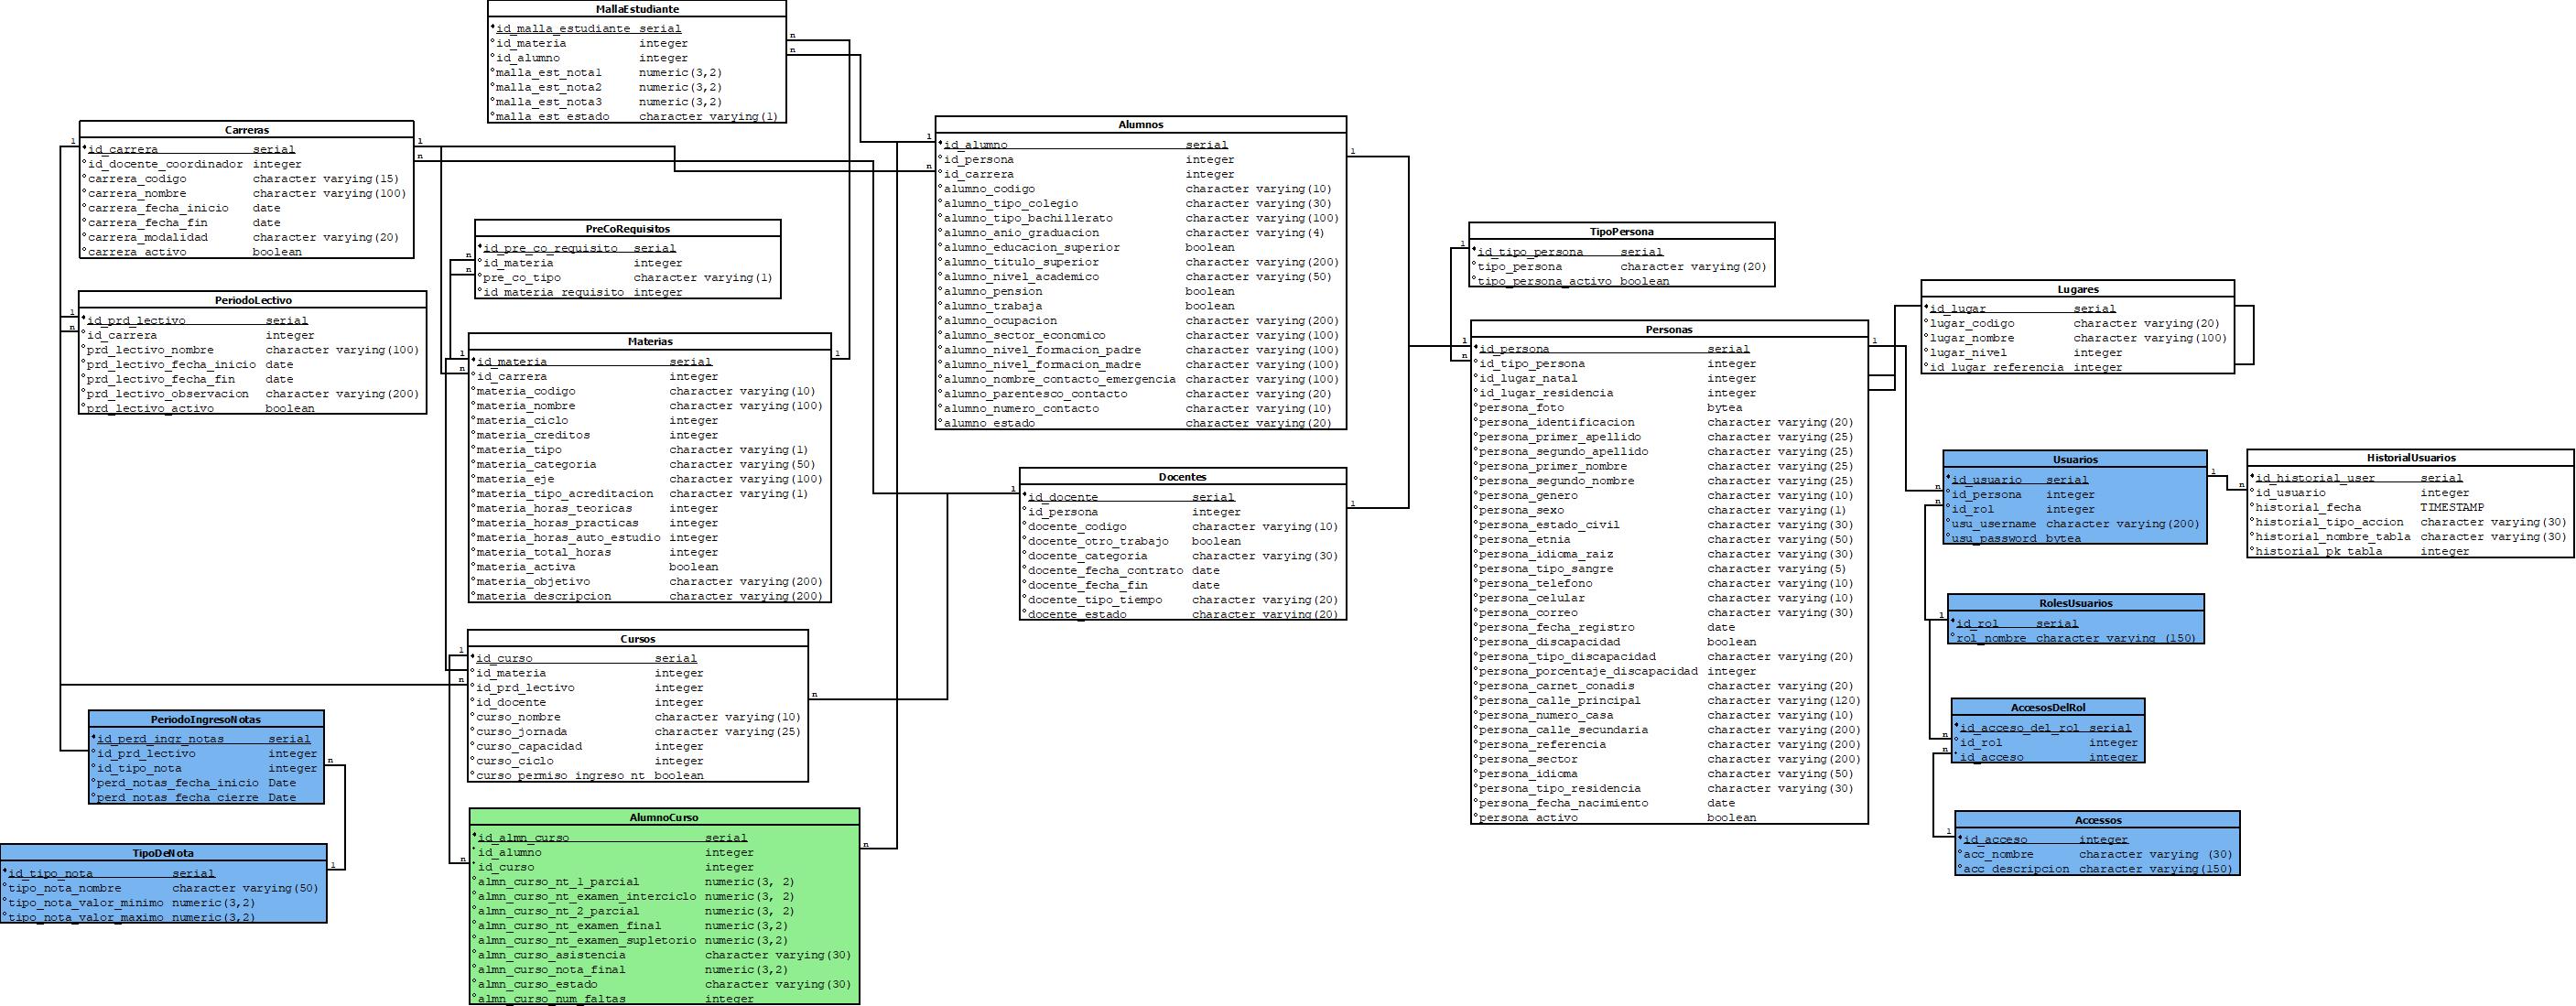 MallaEstudiante
id_malla_estudiante serial
id_materia integer
id_alumno integer
malla_est_nota1 numeric(3,2)
malla_est_nota2 numeric(3,2)
malla_est_nota3 numeric(3,2)
malla_est_estado character varying(1)
Carreras
id_carrera serial
id_docente_coordinador integer
carrera_codigo character varying(15)
carrera_nombre character varying(100)
carrera_fecha_inicio date
carrera_fecha_fin date
carrera_modalidad character varying(20)
carrera_activo boolean
PeriodoLectivo
id_prd_lectivo serial
id_carrera integer
prd_lectivo_nombre character varying(100)
prd_lectivo_fecha_inicio date
prd_lectivo_fecha_fin date
prd_lectivo_observacion character varying(200)
prd_lectivo_activo boolean
PreCoRequisitos
id_pre_co_requisito serial
id_materia integer
pre_co_tipo character varying(1)
id_materia_requisito integer
Materias
id_materia serial
id_carrera integer
materia_codigo character varying(10)
materia_nombre character varying(100)
materia_ciclo integer
materia_creditos integer
materia_tipo character varying(1)
materia_categoria character varying(50)
materia_eje character varying(100)
materia_tipo_acreditacion character varying(1)
materia_horas_teoricas integer
materia_horas_practicas integer
materia_horas_auto_estudio integer
materia_total_horas integer
materia_activa boolean
materia_objetivo character varying(200)
materia_descripcion character varying(200)
Cursos
id_curso serial
id_materia integer
id_prd_lectivo integer
id_docente integer
curso_nombre character varying(10)
curso_jornada character varying(25)
curso_capacidad integer
curso_ciclo integer
curso_permiso_ingreso_nt boolean
PeriodoIngresoNotas
id_perd_ingr_notas serial
id_prd_lectivo integer
id_tipo_nota integer
perd_notas_fecha_inicio Date
perd_notas_fecha_cierre Date
TipoDeNota
id_tipo_nota serial
tipo_nota_nombre character varying(50)
tipo_nota_valor_minimo numeric(3,2)
tipo_nota_valor_maximo numeric(3,2)
AlumnoCurso
id_almn_curso serial
id_alumno integer
id_curso integer
almn_curso_nt_1_parcial numeric(3, 2)
almn_curso_nt_examen_interciclo numeric(3, 2)
almn_curso_nt_2_parcial numeric(3, 2)
almn_curso_nt_examen_final numeric(3,2)
almn_curso_nt_examen_supletorio numeric(3,2)
almn_curso_asistencia character varying(30)
almn_curso_nota_final numeric(3,2)
almn_curso_estado character varying(30)
almn_curso_num_faltas integer
Alumnos
id_alumno serial
id_persona integer
id_carrera integer
alumno_codigo character varying(10)
alumno_tipo_colegio character varying(30)
alumno_tipo_bachillerato character varying(100)
alumno_anio_graduacion character varying(4)
alumno_educacion_superior boolean
alumno_titulo_superior character varying(200)
alumno_nivel_academico character varying(50)
alumno_pension boolean
alumno_trabaja boolean
alumno_ocupacion character varying(200)
alumno_sector_economico character varying(100)
alumno_nivel_formacion_padre character varying(100)
alumno_nivel_formacion_madre character varying(100)
alumno_nombre_contacto_emergencia character varying(100)
alumno_parentesco_contacto character varying(20)
alumno_numero_contacto character varying(10)
alumno_estado character varying(20)
Docentes
id_docente serial
id_persona integer
docente_codigo character varying(10)
docente_otro_trabajo boolean
docente_categoria character varying(30)
docente_fecha_contrato date
docente_fecha_fin date
docente_tipo_tiempo character varying(20)
docente_estado character varying(20)
TipoPersona
id_tipo_persona serial
tipo_persona character varying(20)
tipo_persona_activo boolean
Personas
id_persona serial
id_tipo_persona integer
id_lugar_natal integer
id_lugar_residencia integer
persona_foto bytea
persona_identificacion character varying(20)
persona_primer_apellido character varying(25)
persona_segundo_apellido character varying(25)
persona_primer_nombre character varying(25)
persona_segundo_nombre character varying(25)
persona_genero character varying(10)
persona_sexo character varying(1)
persona_estado_civil character varying(30)
persona_etnia character varying(50)
persona_idioma_raiz character varying(30)
persona_tipo_sangre character varying(5)
persona_telefono character varying(10)
persona_celular character varying(10)
persona_correo character varying(30)
persona_fecha_registro date
persona_discapacidad boolean
persona_tipo_discapacidad character varying(20)
persona_porcentaje_discapacidad integer
persona_carnet_conadis character varying(20)
persona_calle_principal character varying(120)
persona_numero_casa character varying(10)
persona_calle_secundaria character varying(200)
persona_referencia character varying(200)
persona_sector character varying(200)
persona_idioma character varying(50)
persona_tipo_residencia character varying(30)
persona_fecha_nacimiento date
persona_activo boolean
Lugares
id_lugar serial
lugar_codigo character varying(20)
lugar_nombre character varying(100)
lugar_nivel integer
id_lugar_referencia integer
Usuarios
id_usuario serial
id_persona integer
id_rol integer
usu_username character varying(200)
usu_password bytea
HistorialUsuarios
id_historial_user serial
id_usuario integer
historial_fecha TIMESTAMP
historial_tipo_accion character varying(30)
historial_nombre_tabla character varying(30)
historial_pk_tabla integer
RolesUsuarios
id_rol serial
rol_nombre character varying (150)
AccesosDelRol
id_acceso_del_rol serial
id_rol integer
id_acceso integer
Accessos
id_acceso integer
acc_nombre character varying (30)
acc_descripcion character varying(150)